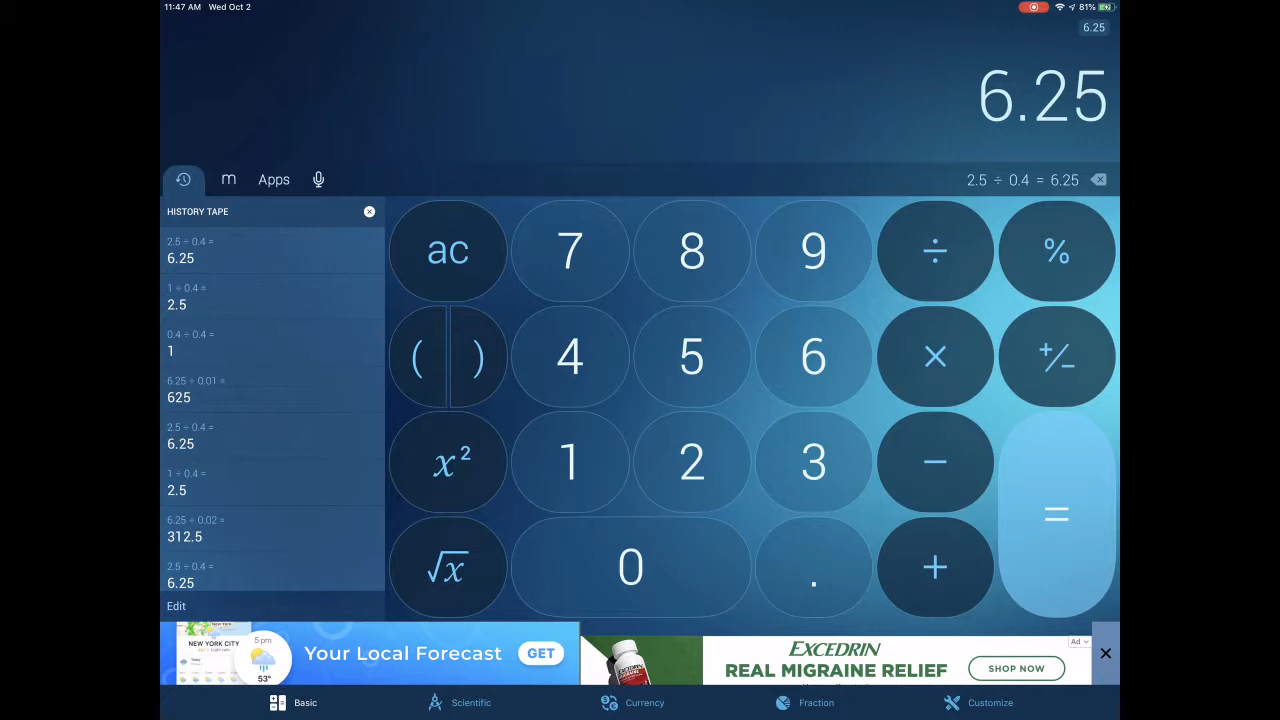 11:47 AM Wed Oct 2
81%
6.25
6.25
m Apps
2.5 ÷ 0.4 = 6.25
HISTORY TAPE
2.5 ÷ 0.4 =
6.25
1 ÷ 0.4 =
2.5
0.4 ÷ 0.4 =
1
6.25 ÷ 0.01 =
625
2.5 ÷ 0.4 =
6.25
1 ÷ 0.4 =
2.5
6.25 ÷ 0.02 =
312.5
2.5 ÷ 0.4 =
6.25
Edit
ac 7 8 9 ÷ %
( ) 4 5 6 × +/−
x² 1 2 3 −
√x 0 . + =
NEW YORK CITY
5 pm
53°
Your Local Forecast GET
EXCEDRIN
REAL MIGRAINE RELIEF
SHOP NOW
Ad
Basic Scientific Currency Fraction Customize